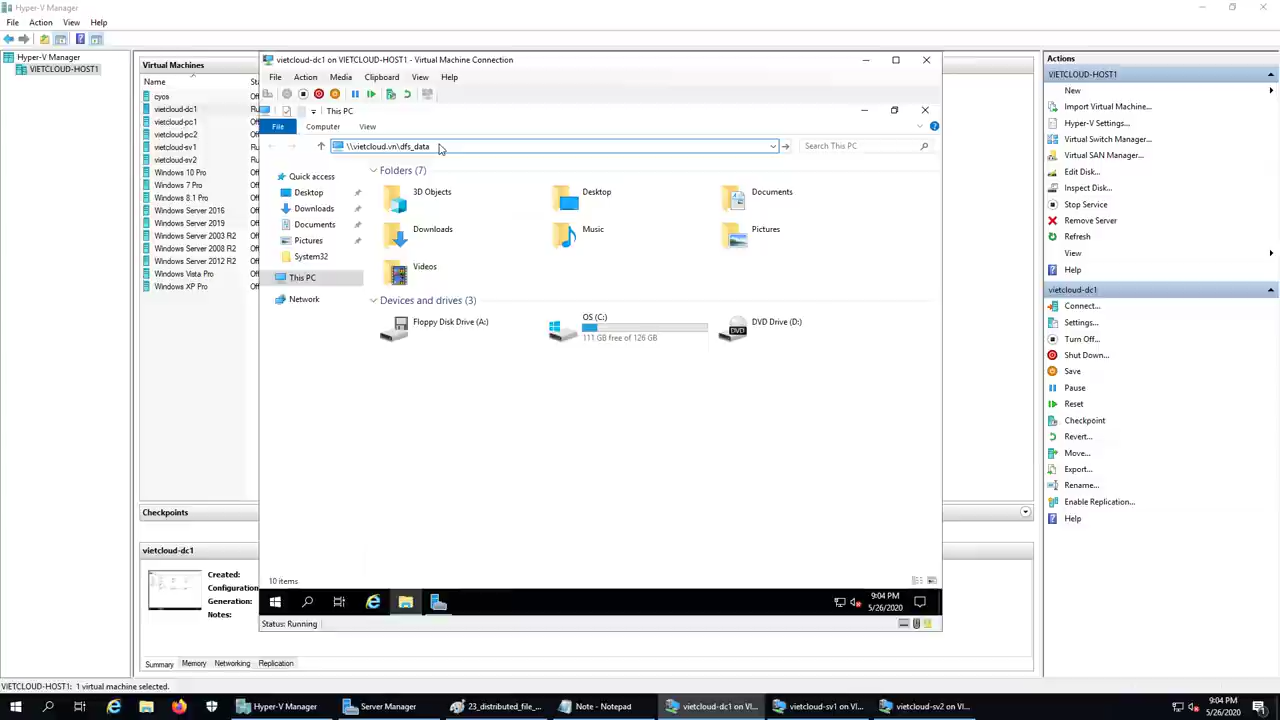 Hyper-V Manager
File Action View Help
Hyper-V Manager
VIETCLOUD-HOST1
Virtual Machines
Name
cyos
vietcloud-dc1
vietcloud-pc1
vietcloud-pc2
vietcloud-sv1
vietcloud-sv2
Windows 10 Pro
Windows 7 Pro
Windows 8.1 Pro
Windows Server 2016
Windows Server 2019
Windows Server 2003 R2
Windows Server 2008 R2
Windows Server 2012 R2
Windows Vista Pro
Windows XP Pro
Checkpoints
vietcloud-dc1
Created:
Configuration
Generation:
Notes:
Summary Memory Networking Replication
VIETCLOUD-HOST1: 1 virtual machine selected.
vietcloud-dc1 on VIETCLOUD-HOST1 - Virtual Machine Connection
File Action Media Clipboard View Help
This PC
File Computer View
\\vietcloud.vn\dfs_data
Search This PC
Quick access
Desktop
Downloads
Documents
Pictures
System32
This PC
Network
Folders (7)
3D Objects
Desktop
Documents
Downloads
Music
Pictures
Videos
Devices and drives (3)
Floppy Disk Drive (A:)
OS (C:)
111 GB free of 126 GB
DVD Drive (D:)
DVD
10 items
9:04 PM
5/26/2020
Status: Running
Actions
VIETCLOUD-HOST1
New
Import Virtual Machine...
Hyper-V Settings...
Virtual Switch Manager...
Virtual SAN Manager...
Edit Disk...
Inspect Disk...
Stop Service
Remove Server
Refresh
View
Help
vietcloud-dc1
Connect...
Settings...
Turn Off...
Shut Down...
Save
Pause
Reset
Checkpoint
Revert...
Move...
Export...
Rename...
Enable Replication...
Help
Hyper-V Manager
Server Manager
23_distributed_file_...
Note - Notepad
vietcloud-dc1 on VI...
vietcloud-sv1 on VI...
vietcloud-sv2 on VI...
9:04 PM
5/26/2020